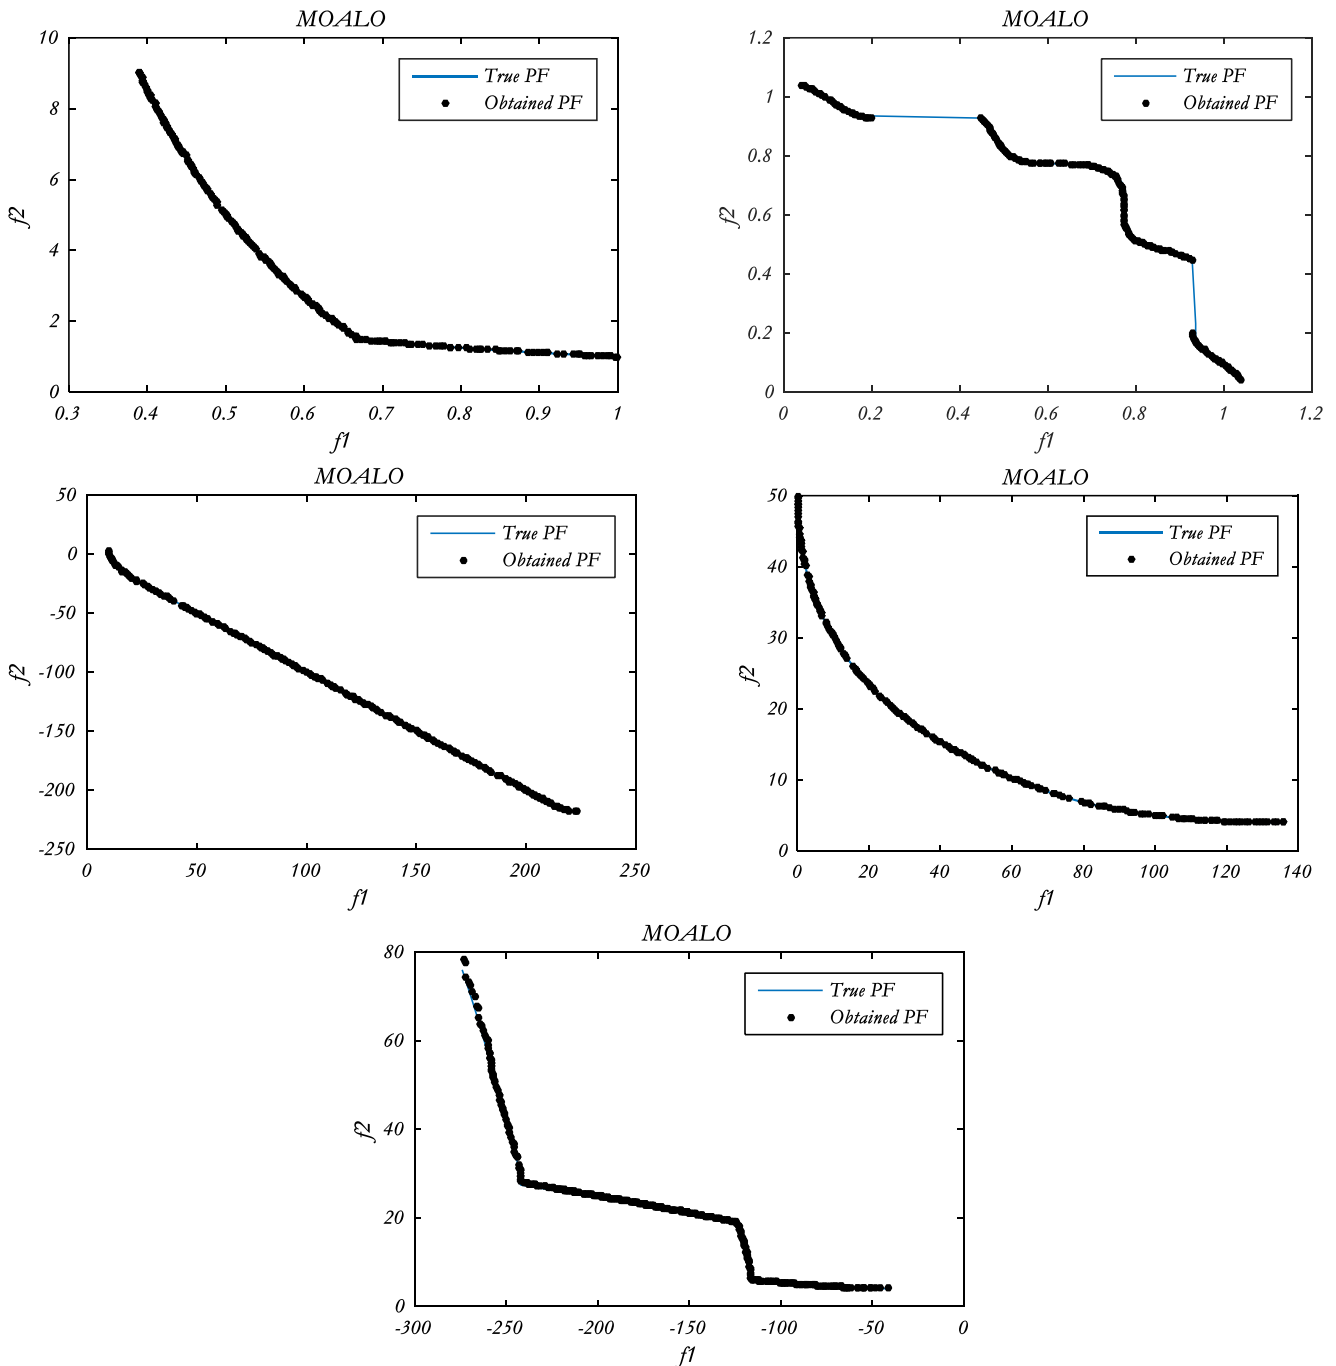 MOALO
10
8
6
4
2
0
f2
True PF
Obtained PF
0.3 0.4 0.5 0.6 0.7 0.8 0.9 1
f1
MOALO
1.2
1
0.8
0.6
0.4
0.2
0
f2
True PF
Obtained PF
0 0.2 0.4 0.6 0.8 1 1.2
f1
MOALO
50
0
-50
-100
-150
-200
-250
f2
True PF
Obtained PF
0 50 100 150 200 250
f1
MOALO
50
40
30
20
10
0
f2
True PF
Obtained PF
0 20 40 60 80 100 120 140
f1
MOALO
80
60
40
20
0
f2
True PF
Obtained PF
-300 -250 -200 -150 -100 -50 0
f1